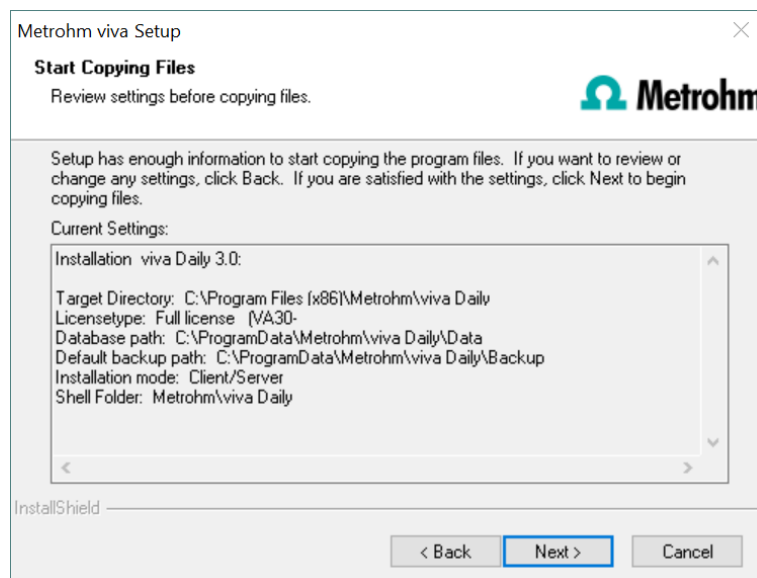 Metrohm viva Setup
Start Copying Files
Review settings before copying files.
Metrohm
Setup has enough information to start copying the program files.  If you want to review or
change any settings, click Back.  If you are satisfied with the settings, click Next to begin
copying files.
Current Settings:
Installation  viva Daily 3.0:
Target Directory:  C:\Program Files (x86)\Metrohm\viva Daily
Licensetype:  Full license   (VA30-
Database path:  C:\ProgramData\Metrohm\viva Daily\Data
Default backup path:  C:\ProgramData\Metrohm\viva Daily\Backup
Installation mode:  Client/Server
Shell Folder:  Metrohm\viva Daily
InstallShield
< Back
Next >
Cancel